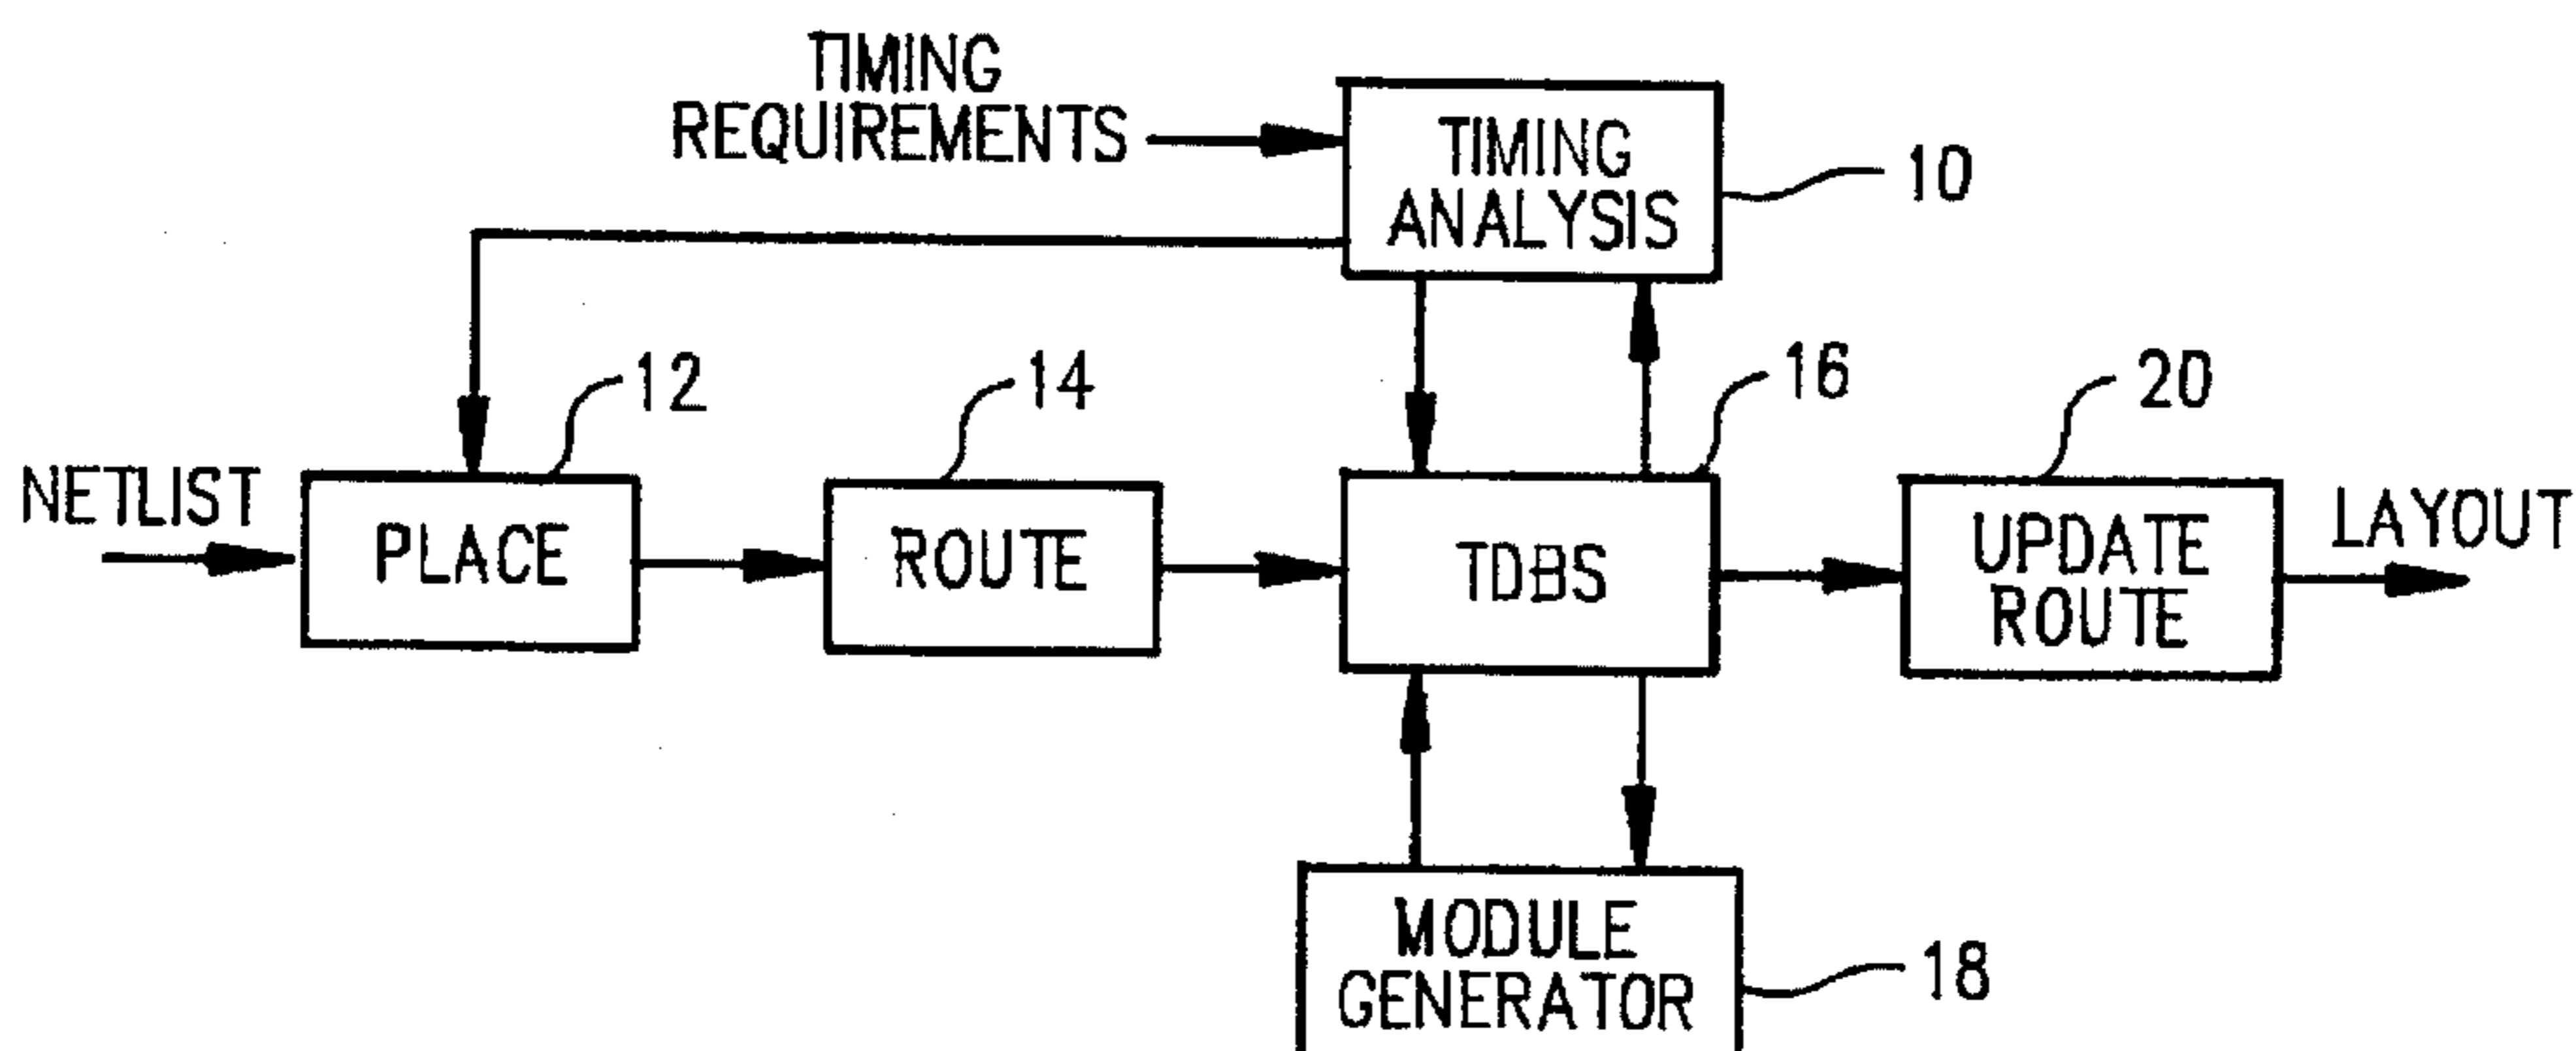 TIMING
REQUIREMENTS
TIMING
ANALYSIS
10
12
14
16
20
NETLIST
PLACE
ROUTE
TDBS
UPDATE
ROUTE
LAYOUT
MODULE
GENERATOR
18